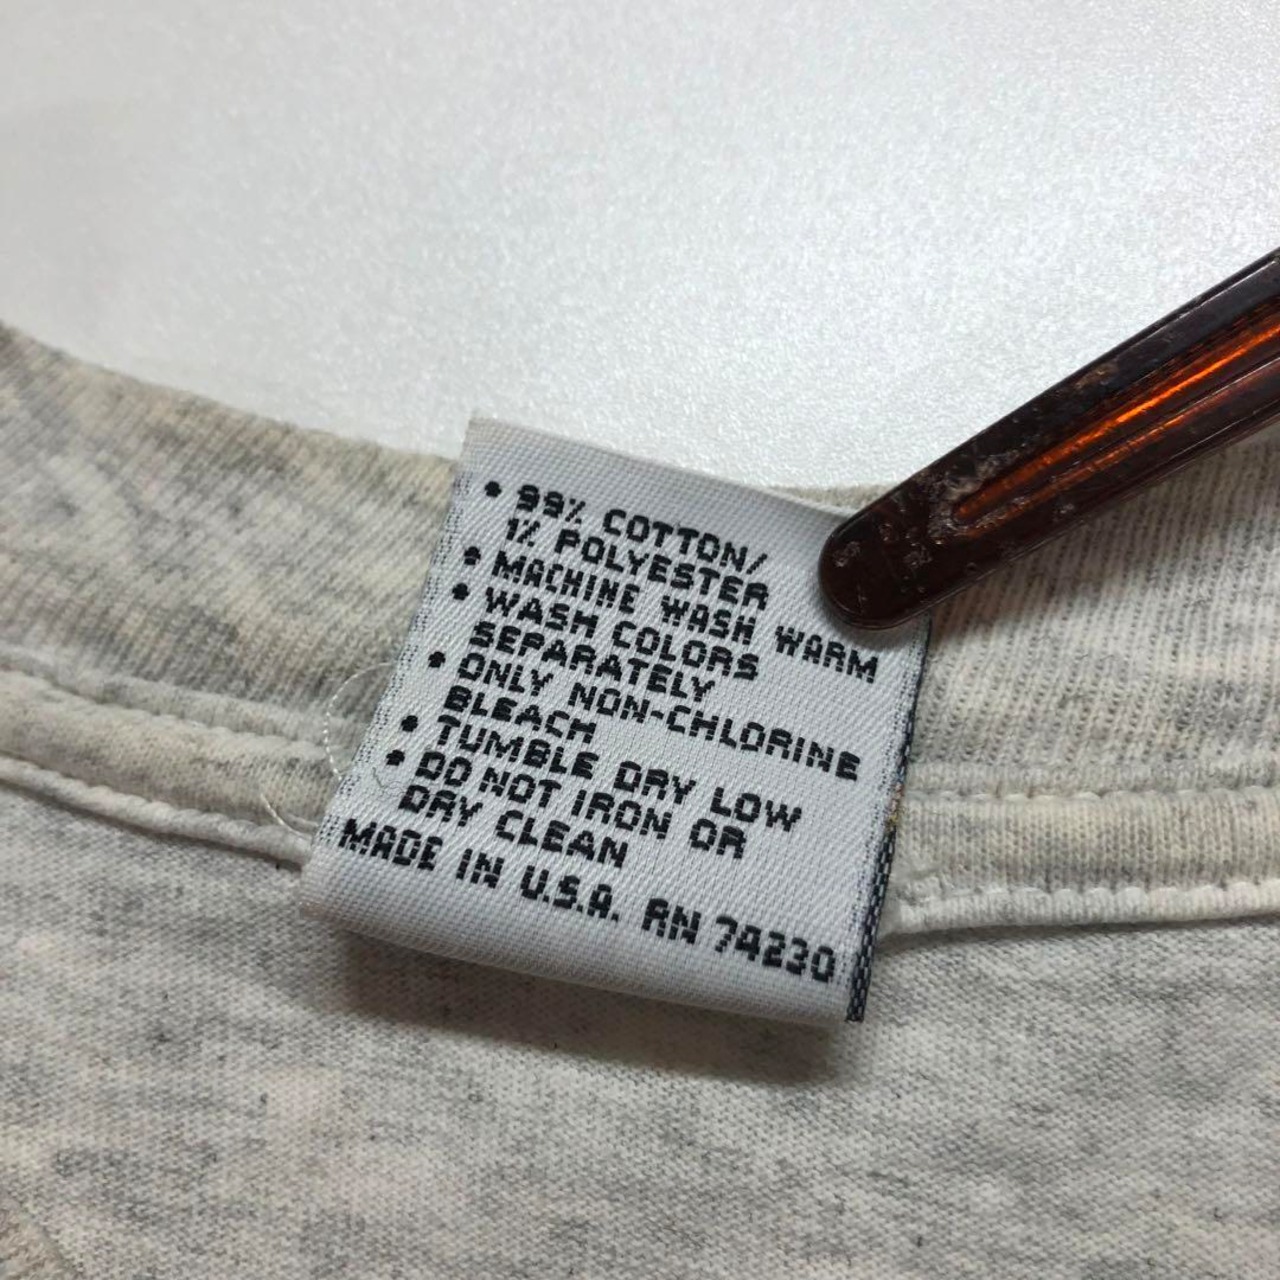 • 99% COTTON/
1% POLYESTER
• MACHINE WASH WARM
• WASH COLORS
SEPARATELY
• ONLY NON-CHLORINE
BLEACH
• TUMBLE DRY LOW
• DO NOT IRON OR
DRY CLEAN
MADE IN U.S.A. RN 74230